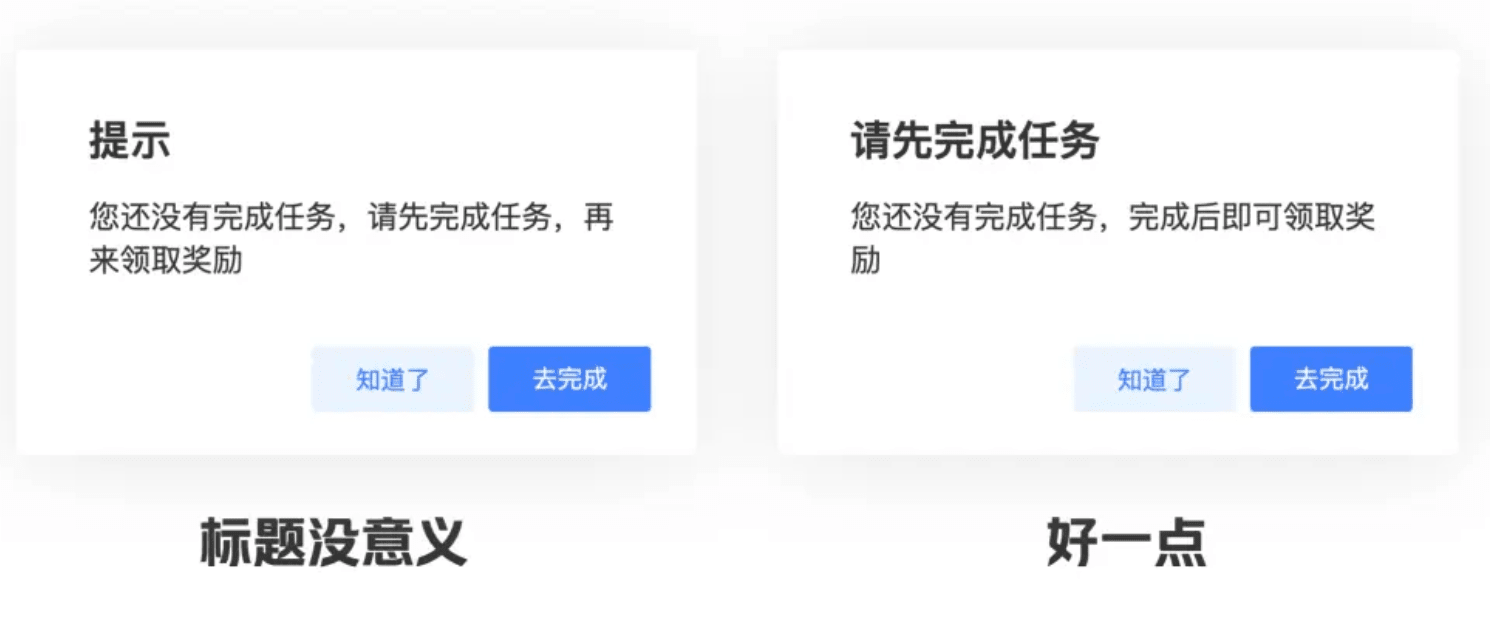 提示
您还没有完成任务，请先完成任务，再
来领取奖励
知道了
去完成
标题没意义
请先完成任务
您还没有完成任务，完成后即可领取奖
励
知道了
去完成
好一点